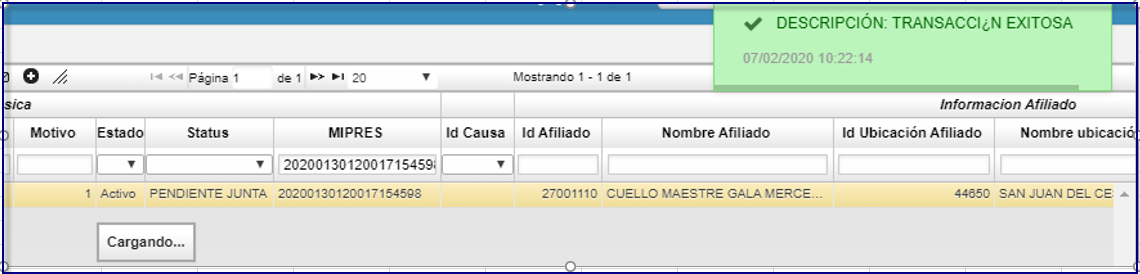 DESCRIPCIÓN: TRANSACCI¿N EXITOSA
07/02/2020 10:22:14
Página 1 de 1 20 Mostrando 1 - 1 de 1
sica Informacion Afiliado
Motivo Estado Status MIPRES Id Causa Id Afiliado Nombre Afiliado Id Ubicación Afiliado Nombre ubicació
20200130120017154598
1 Activo PENDIENTE JUNTA 20200130120017154598 27001110 CUELLO MAESTRE GALA MERCE... 44650 SAN JUAN DEL CE
Cargando...